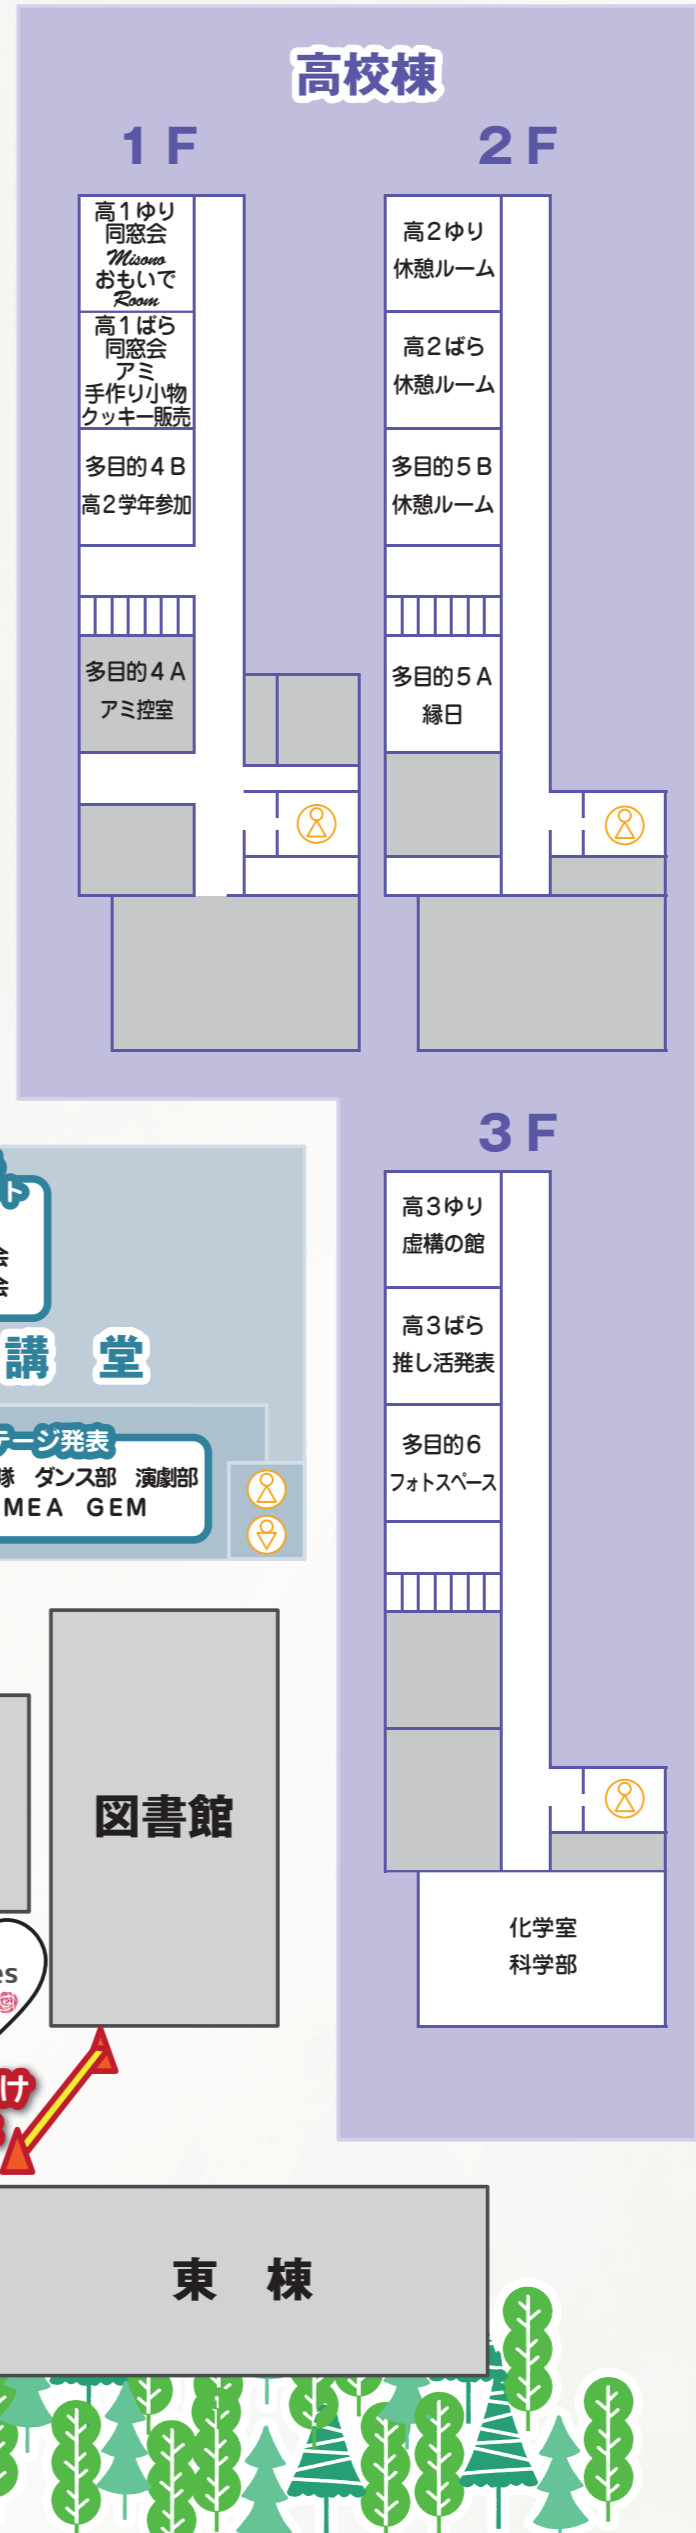 高校棟
1F
高1ゆり
同窓会
Misono
おもいで
Room
高1ばら
同窓会
アミ
手作り小物
クッキー販売
多目的4B
高2学年参加
多目的4A
アミ控室
2F
高2ゆり
休憩ルーム
高2ばら
休憩ルーム
多目的5B
休憩ルーム
多目的5A
縁日
3F
高3ゆり
虚構の館
高3ばら
推し活発表
多目的6
フォトスペース
化学室
科学部
ト
会
会
講 堂
テージ発表
隊 ダンス部 演劇部
MEA GEM
図書館
es
け
東 棟